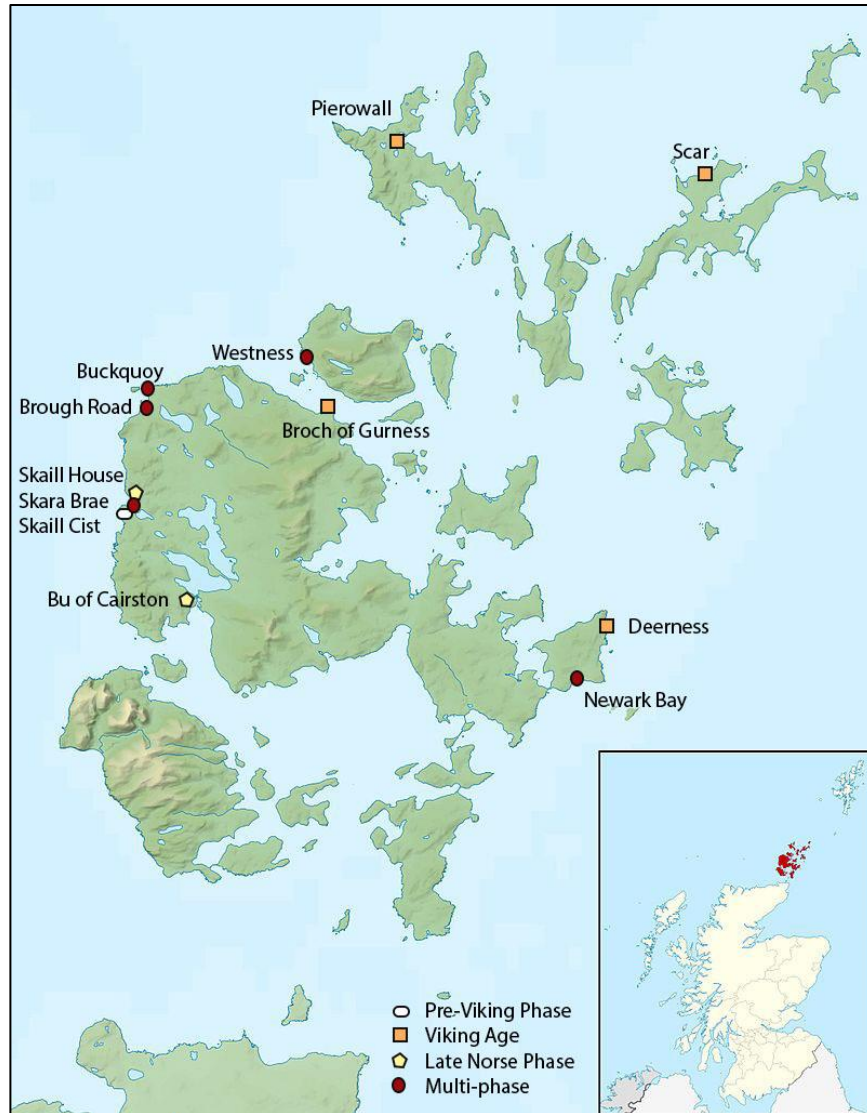 Pierowall
Scar
Westness
Buckquoy
Brough Road
Broch of Gurness
Skaill House
Skara Brae
Skaill Cist
Bu of Cairston
Deerness
Newark Bay
Pre-Viking Phase
Viking Age
Late Norse Phase
Multi-phase